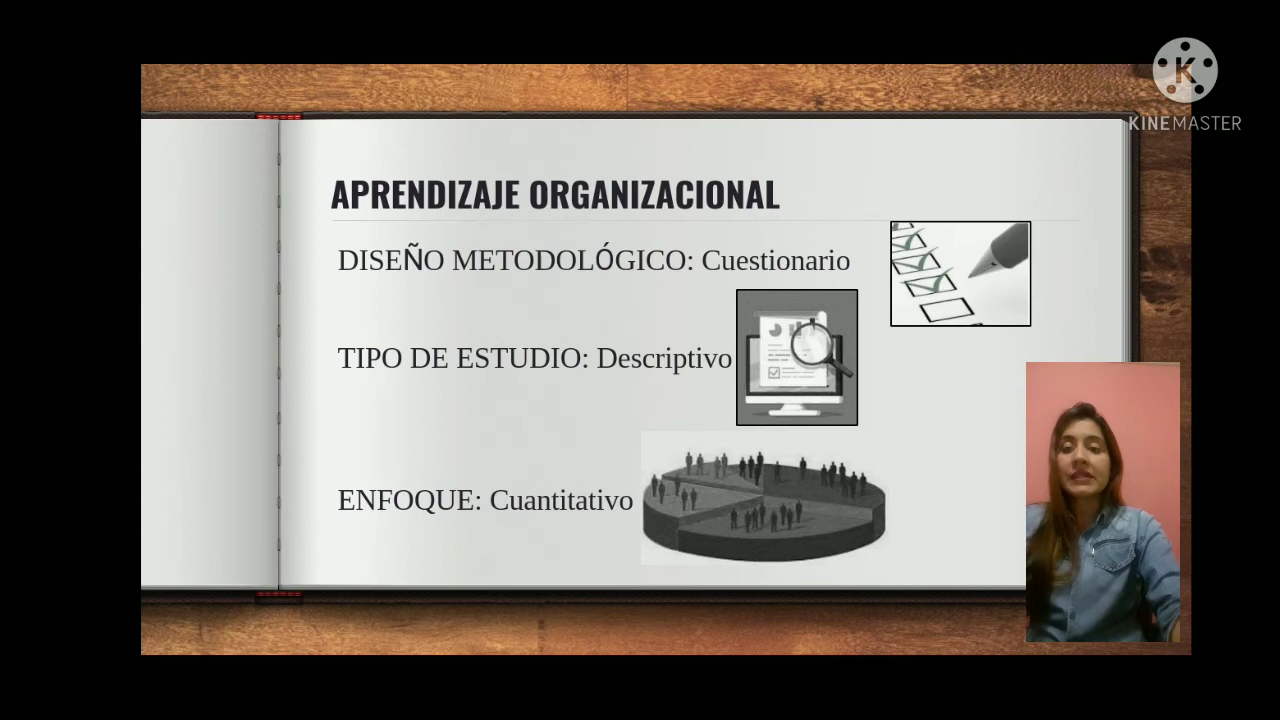 KINEMASTER
APRENDIZAJE ORGANIZACIONAL
DISEÑO METODOLÓGICO: Cuestionario
TIPO DE ESTUDIO: Descriptivo
ENFOQUE: Cuantitativo